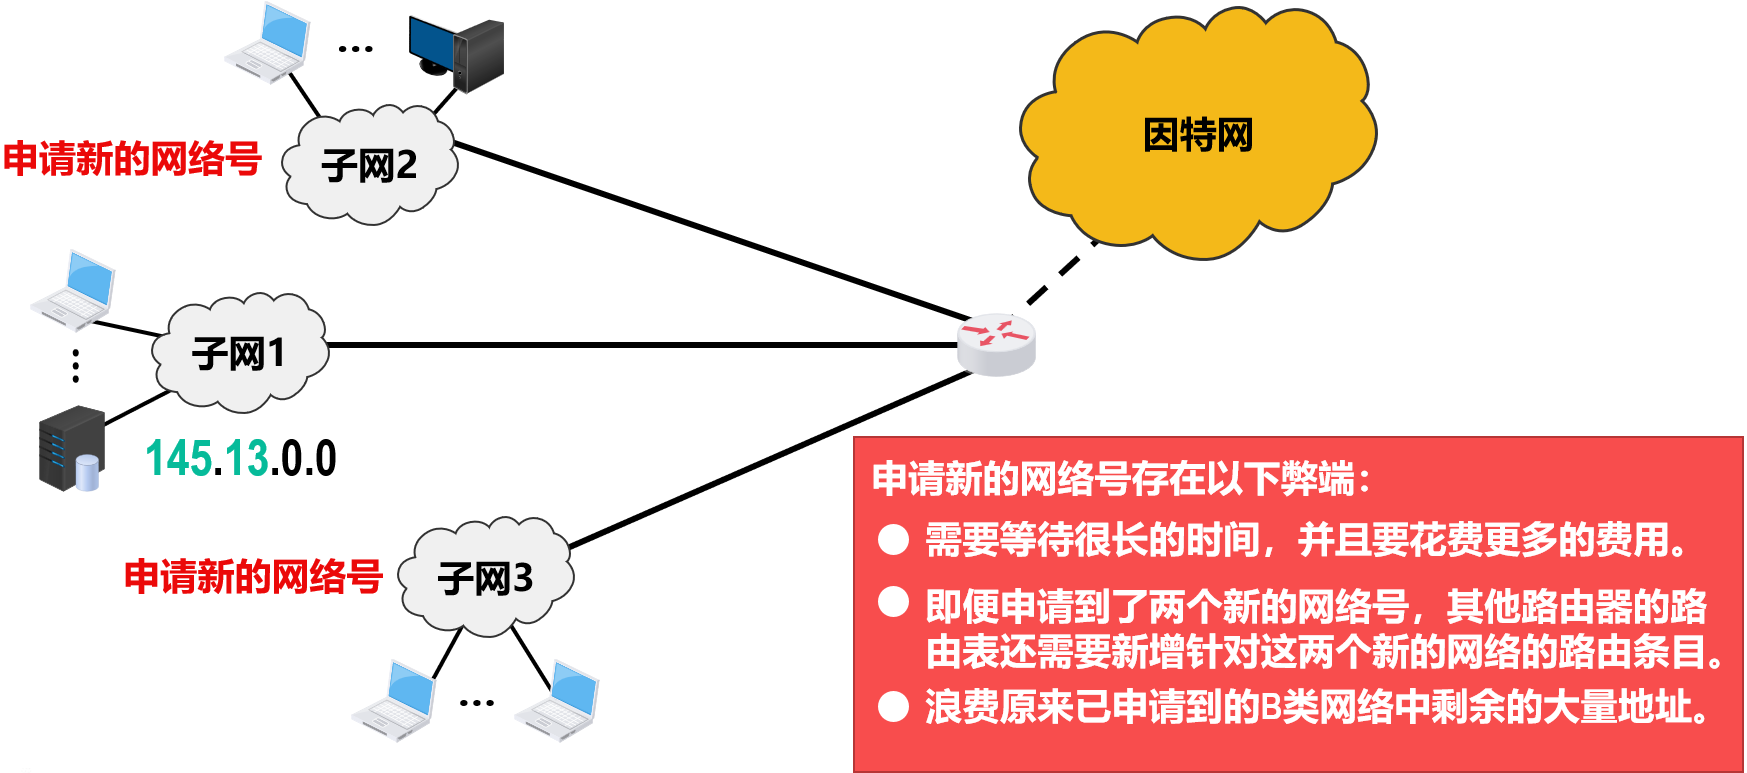 …
因特网
申请新的网络号
子网2
子网1
…
145.13.0.0
申请新的网络号
子网3
…
申请新的网络号存在以下弊端：
● 需要等待很长的时间，并且要花费更多的费用。
● 即便申请到了两个新的网络号，其他路由器的路
由表还需要新增针对这两个新的网络的路由条目。
● 浪费原来已申请到的B类网络中剩余的大量地址。